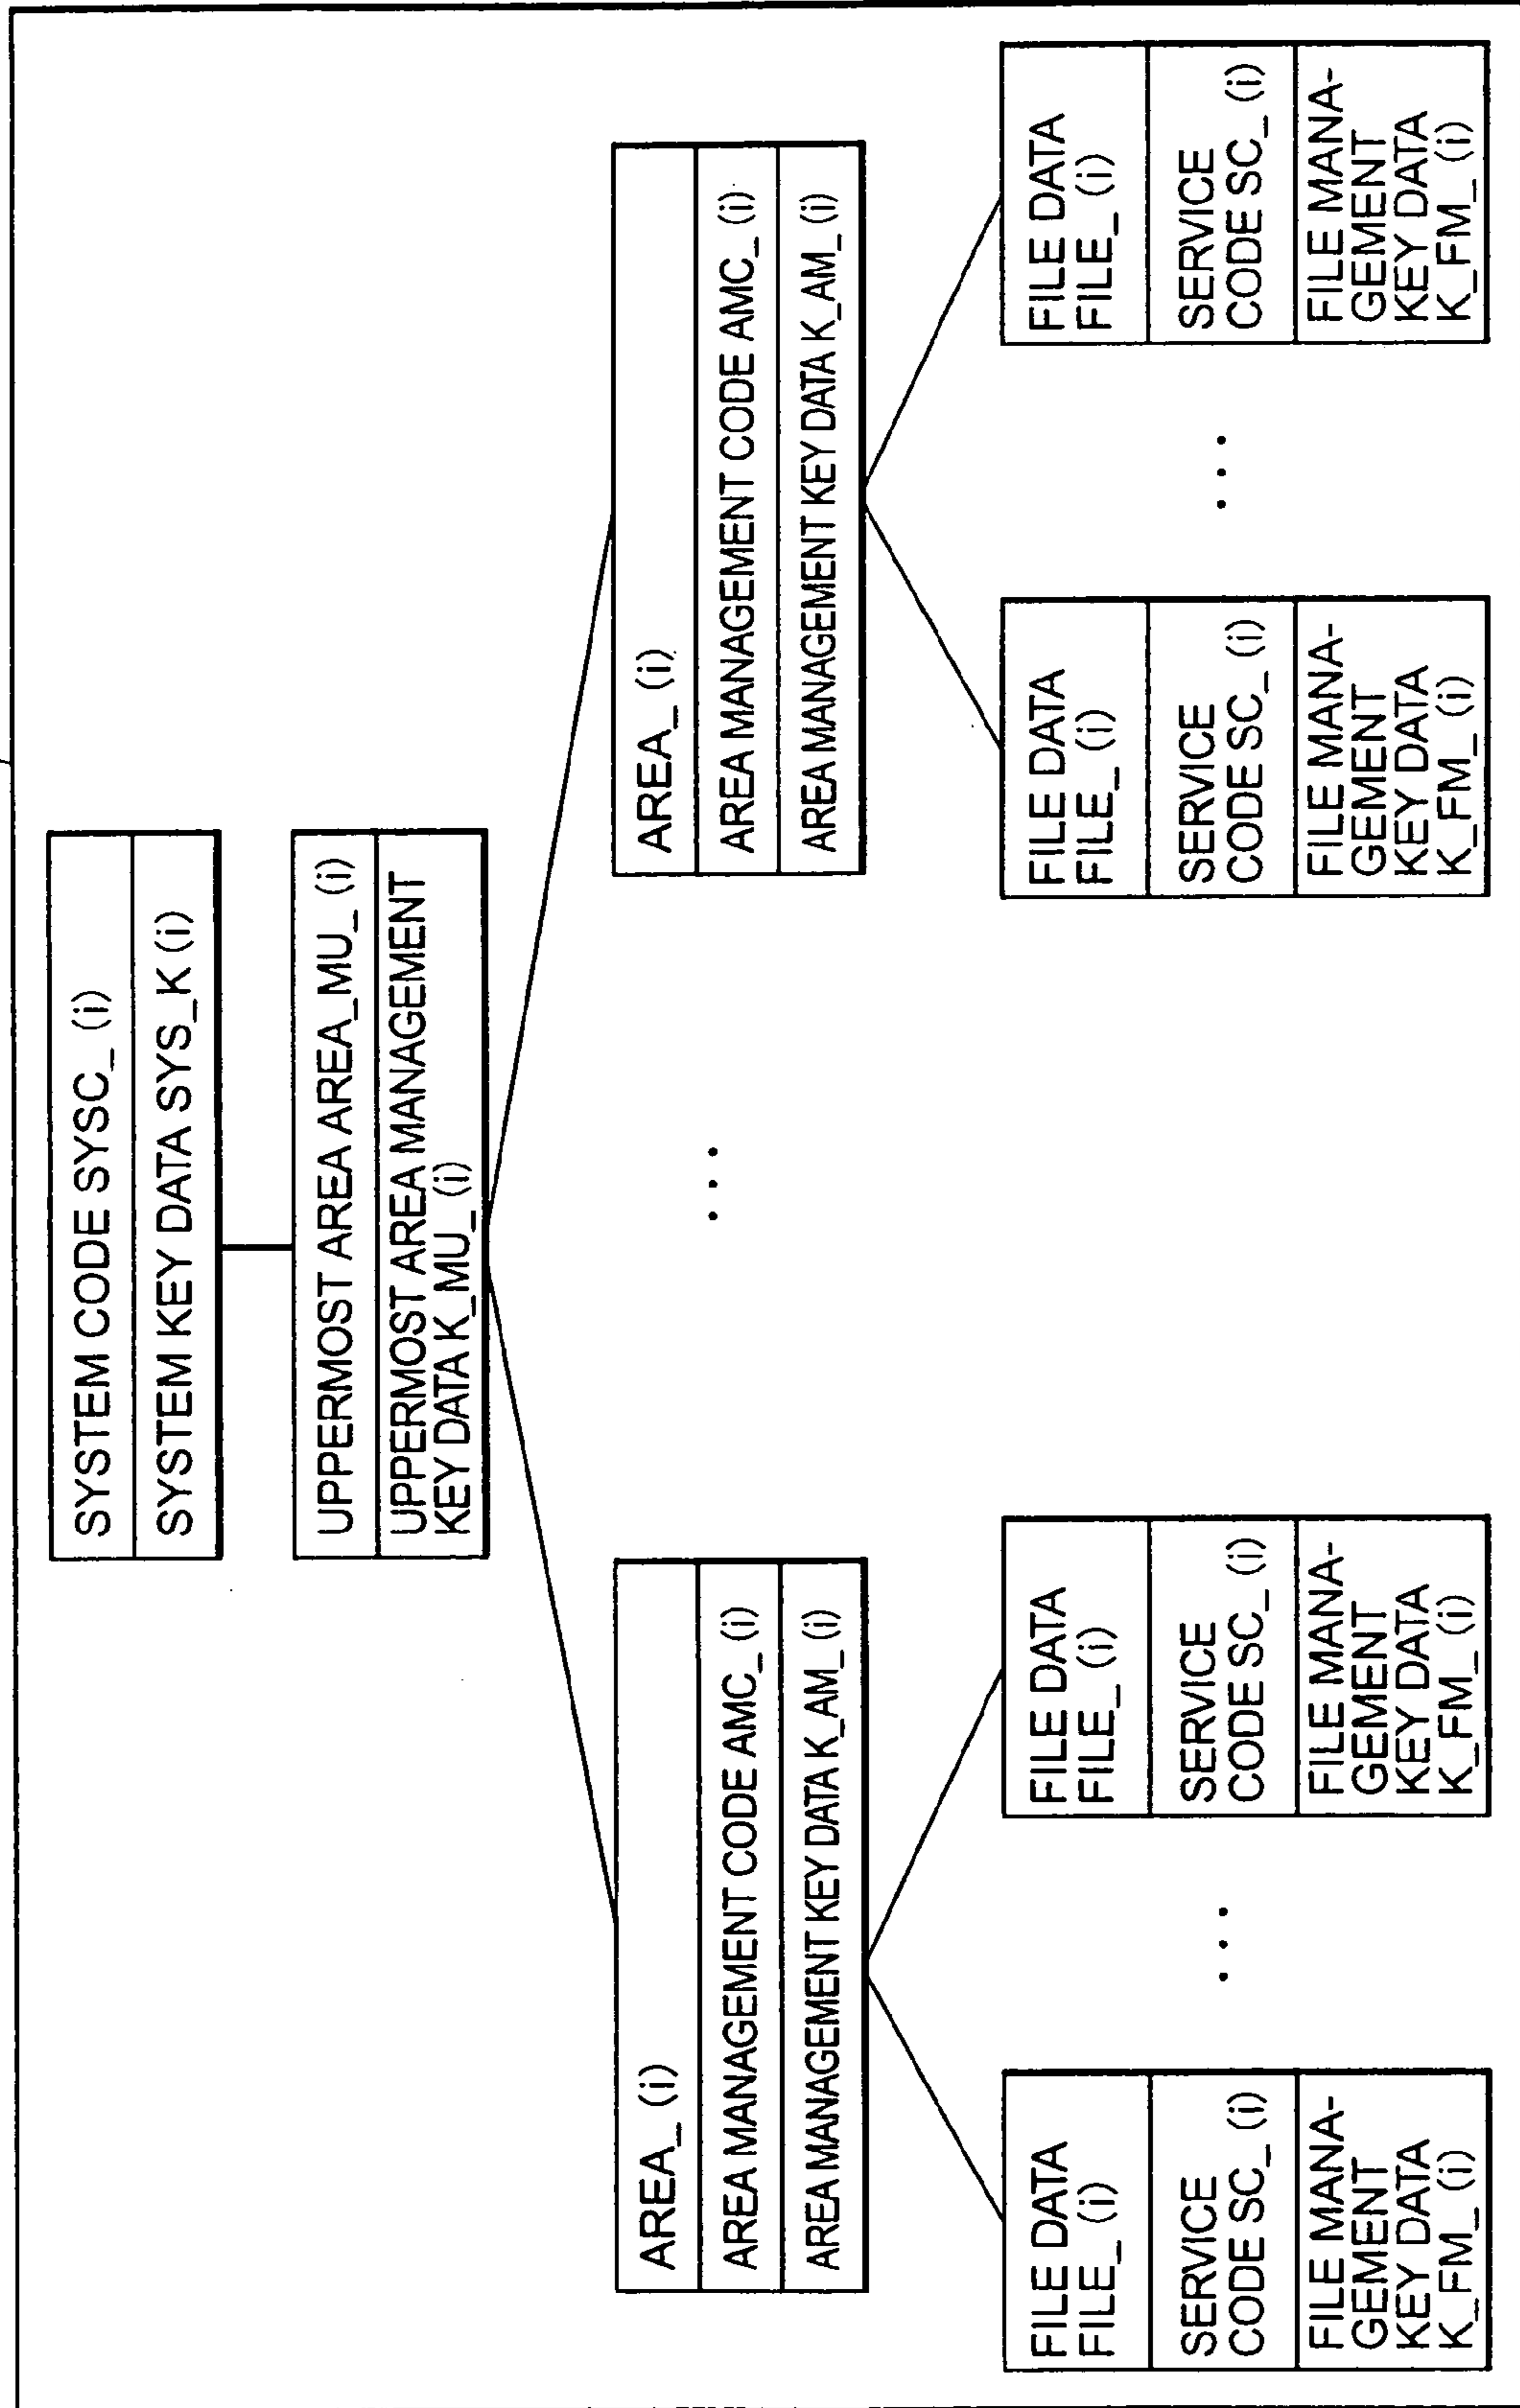 SYSTEM CODE SYSC_ (i)
SYSTEM KEY DATA SYS_K (i)
UPPERMOST AREA AREA_MU_ (i)
UPPERMOST AREA MANAGEMENT
KEY DATA K_MU_ (i)
AREA_ (i)
AREA MANAGEMENT CODE AMC_ (i)
AREA MANAGEMENT KEY DATA K_AM_ (i)
AREA_ (i)
AREA MANAGEMENT CODE AMC_ (i)
AREA MANAGEMENT KEY DATA K_AM_ (i)
FILE DATA
FILE_ (i)
SERVICE
CODE SC_ (i)
FILE MANA-
GEMENT
KEY DATA
K_FM_ (i)
FILE DATA
FILE_ (i)
SERVICE
CODE SC_ (i)
FILE MANA-
GEMENT
KEY DATA
K_FM_ (i)
FILE DATA
FILE_ (i)
SERVICE
CODE SC_ (i)
FILE MANA-
GEMENT
KEY DATA
K_FM_ (i)
FILE DATA
FILE_ (i)
SERVICE
CODE SC_ (i)
FILE MANA-
GEMENT
KEY DATA
K_FM_ (i)